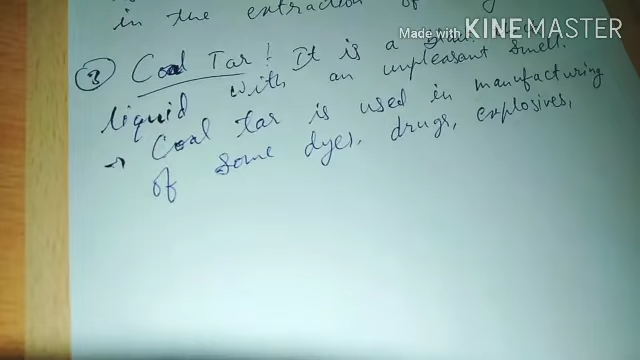 in the extraction of
Made with KINEMASTER
③ Coal Tar! It is a
liquid with an unpleasant smell.
→ Coal tar is used in manufacturing
of some dyes, drugs, explosives,